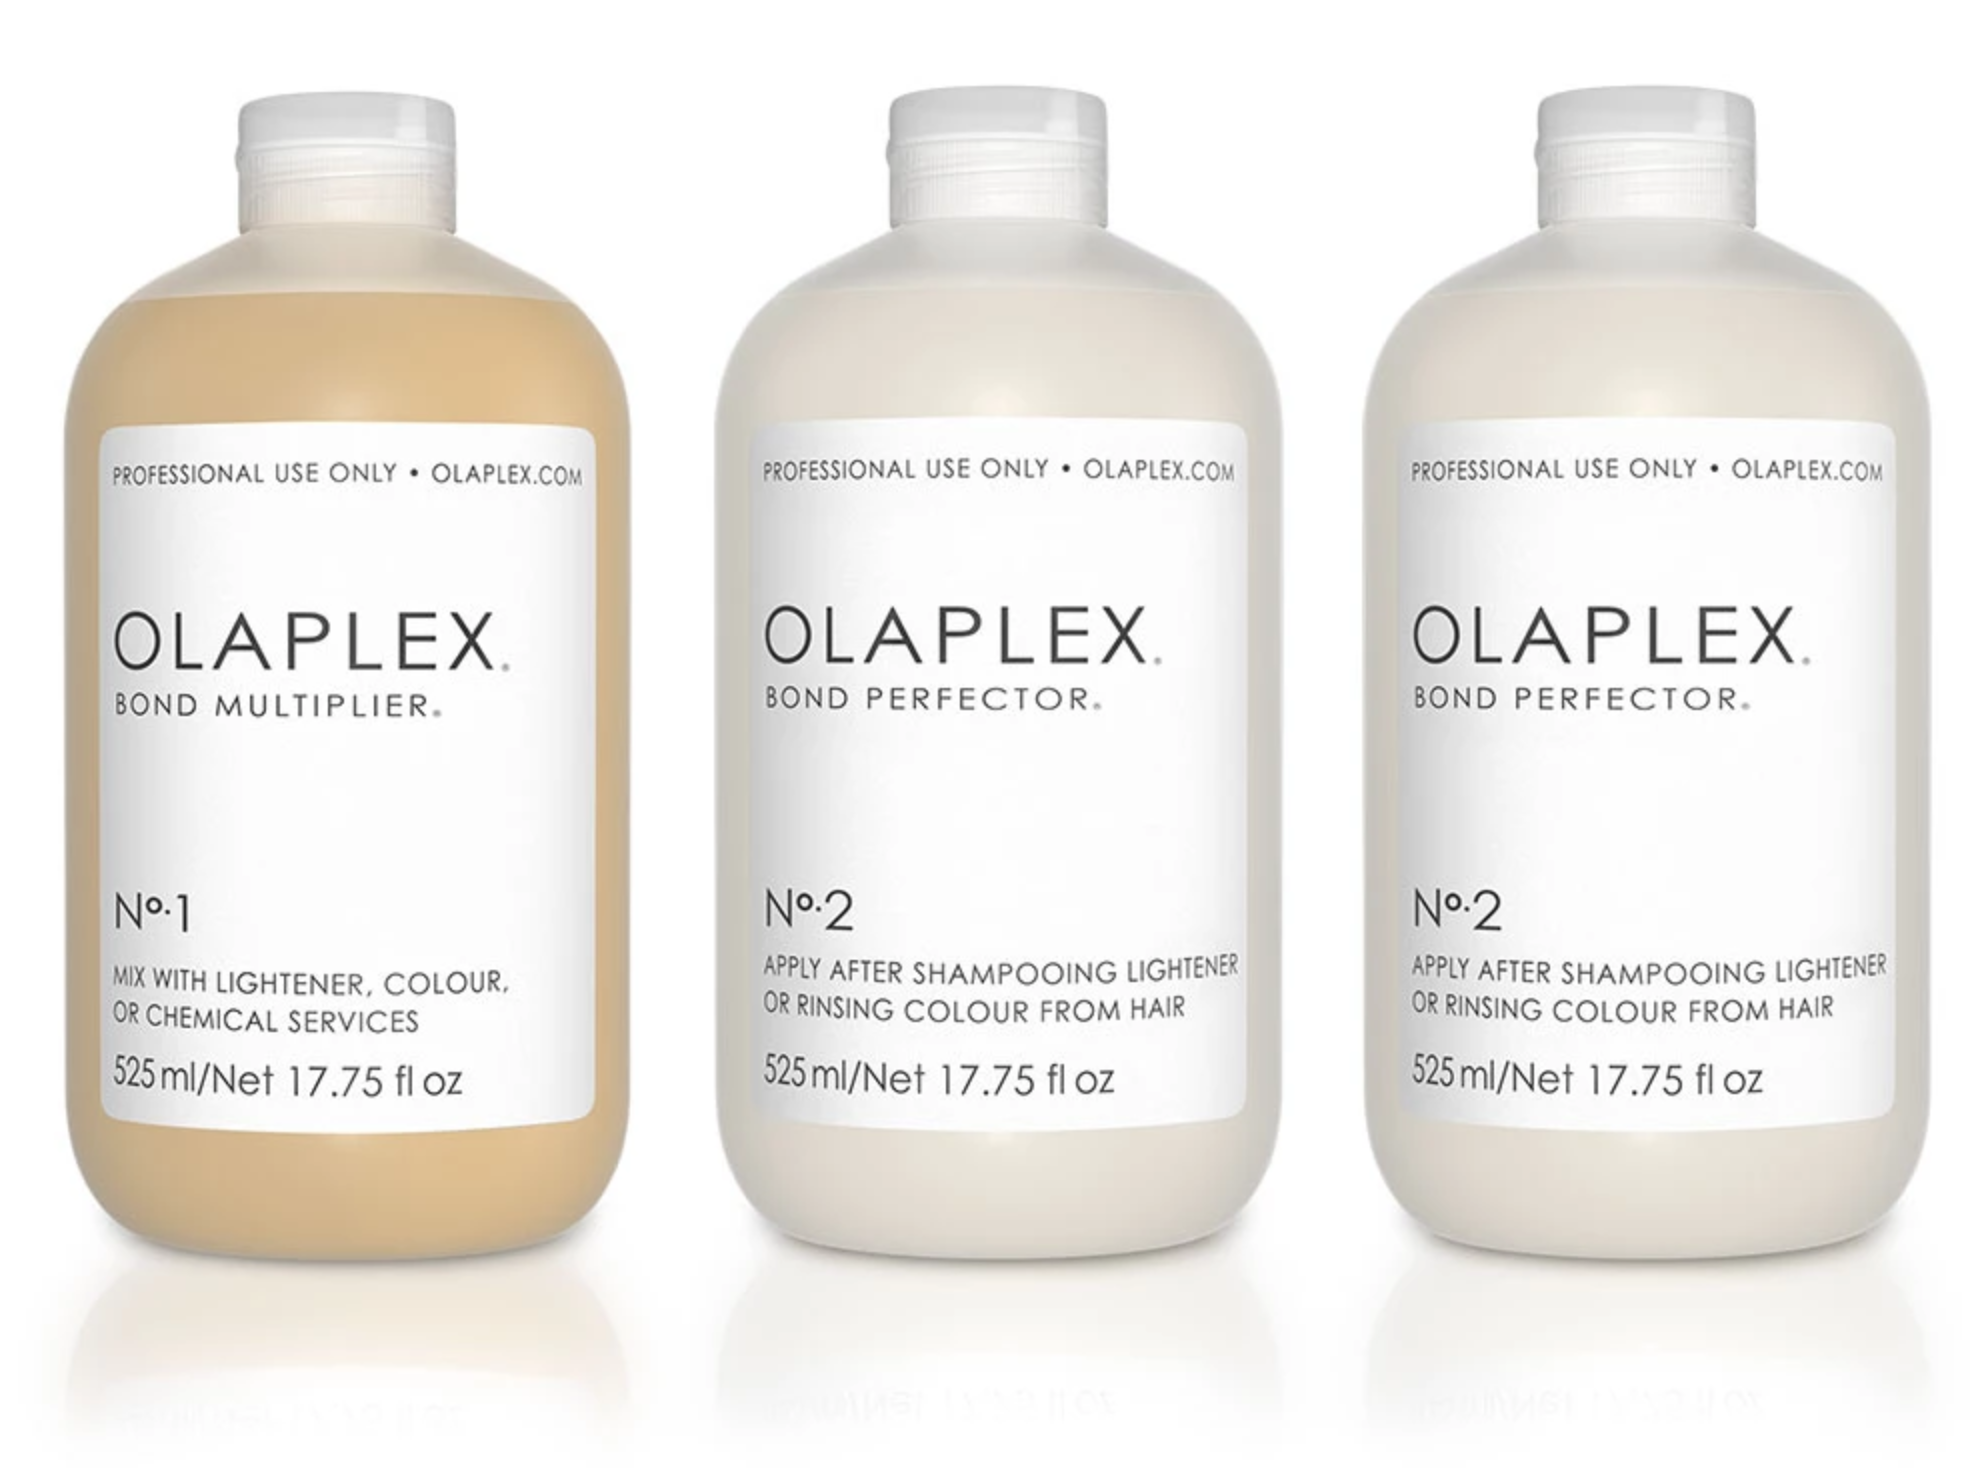 PROFESSIONAL USE ONLY • OLAPLEX.COM
OLAPLEX®
BOND MULTIPLIER®
Nº.1
MIX WITH LIGHTENER, COLOUR,
OR CHEMICAL SERVICES
525 ml/Net 17.75 fl oz
PROFESSIONAL USE ONLY • OLAPLEX.COM
OLAPLEX®
BOND PERFECTOR®
Nº.2
APPLY AFTER SHAMPOOING LIGHTENER
OR RINSING COLOUR FROM HAIR
525 ml/Net 17.75 fl oz
PROFESSIONAL USE ONLY • OLAPLEX.COM
OLAPLEX®
BOND PERFECTOR®
Nº.2
APPLY AFTER SHAMPOOING LIGHTENER
OR RINSING COLOUR FROM HAIR
525 ml/Net 17.75 fl oz